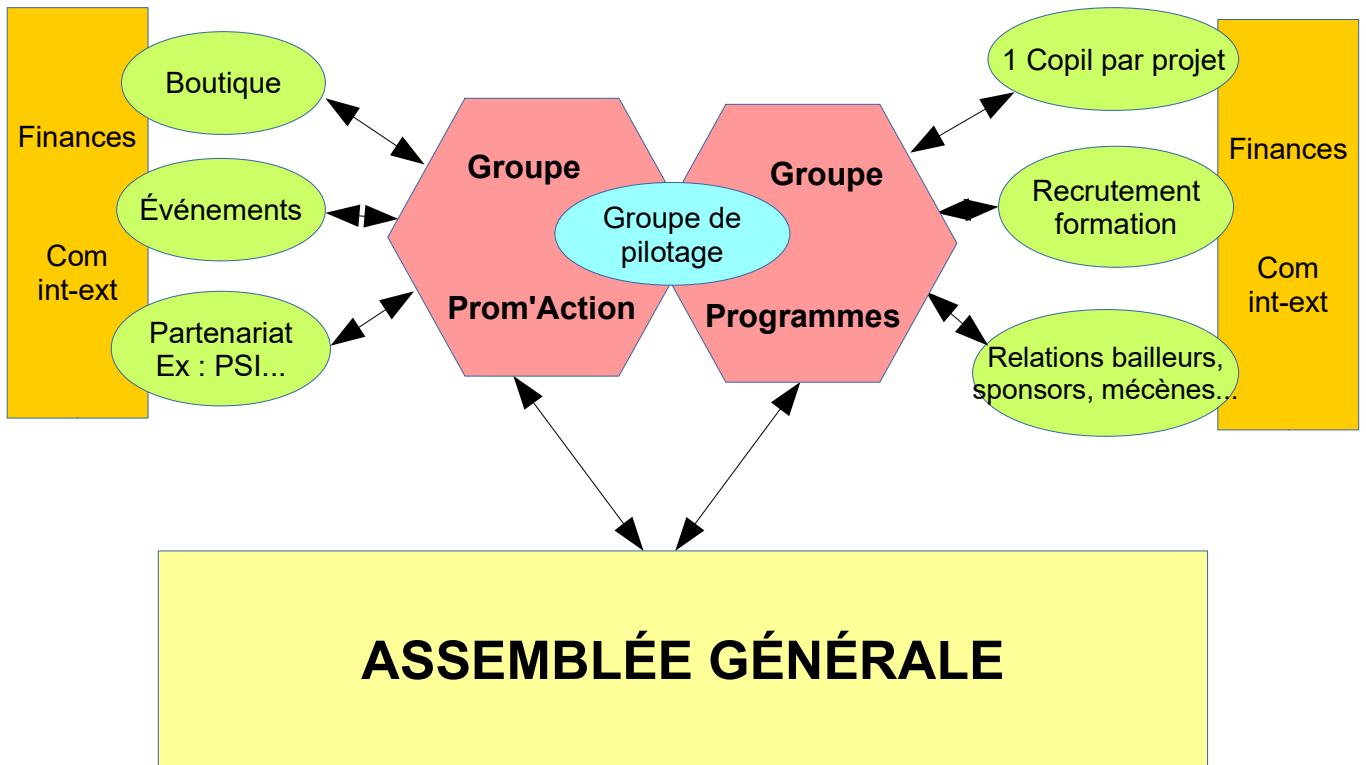 Finances
Com
int-ext
Boutique
Événements
Partenariat
Ex : PSI...
Groupe
Prom'Action
Groupe de
pilotage
Groupe
Programmes
1 Copil par projet
Recrutement
formation
Relations bailleurs,
sponsors, mécènes...
Finances
Com
int-ext
ASSEMBLÉE GÉNÉRALE